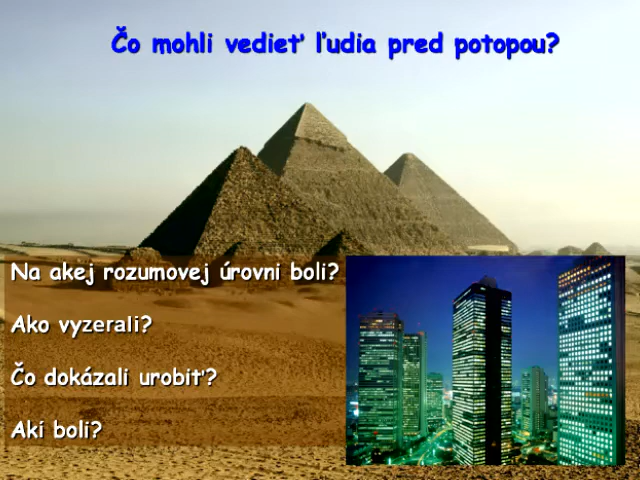 Čo mohli vedieť ľudia pred potopou?
Na akej rozumovej úrovni boli?
Ako vyzerali?
Čo dokázali urobiť?
Akí boli?